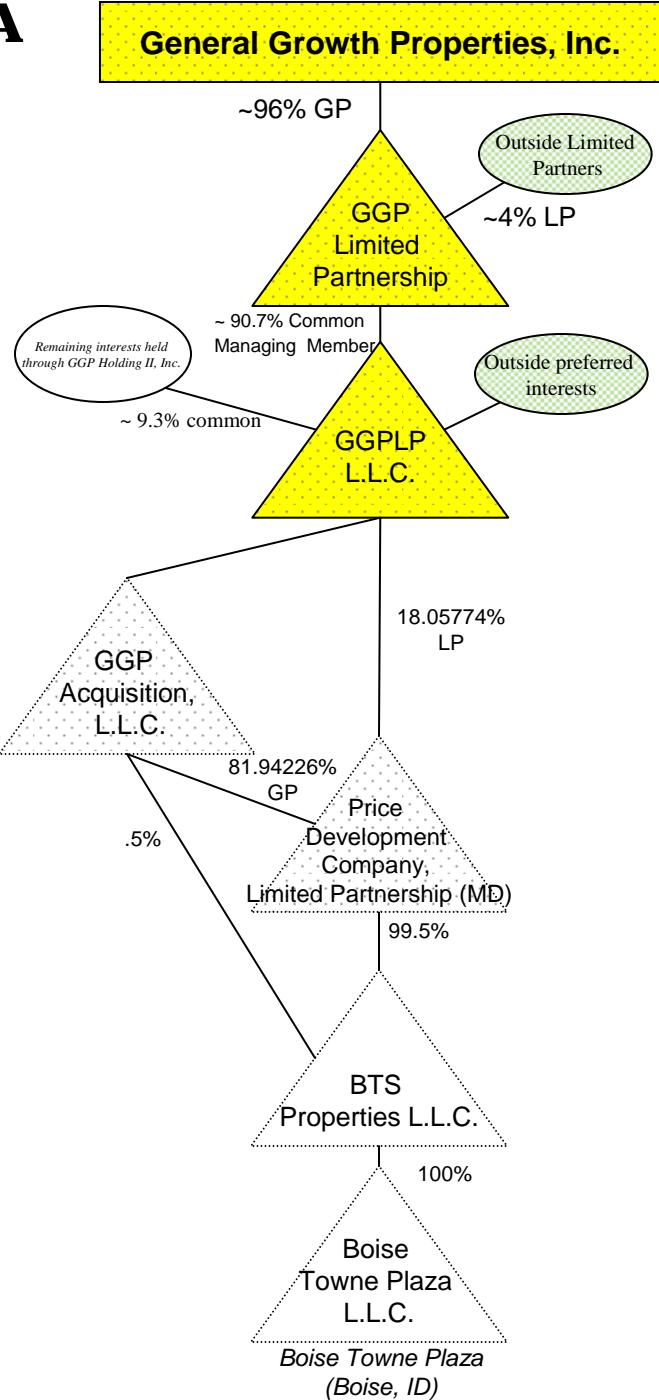 A
General Growth Properties, Inc.
~96% GP
Outside Limited
Partners
~4% LP
GGP
Limited
Partnership
~ 90.7% Common
Managing Member
Remaining interests held
through GGP Holding II, Inc.
~ 9.3% common
Outside preferred
interests
GGPLP
L.L.C.
18.05774%
LP
GGP
Acquisition,
L.L.C.
81.94226%
GP
.5%
Price
Development
Company,
Limited Partnership (MD)
99.5%
BTS
Properties L.L.C.
100%
Boise
Towne Plaza
L.L.C.
Boise Towne Plaza
(Boise, ID)